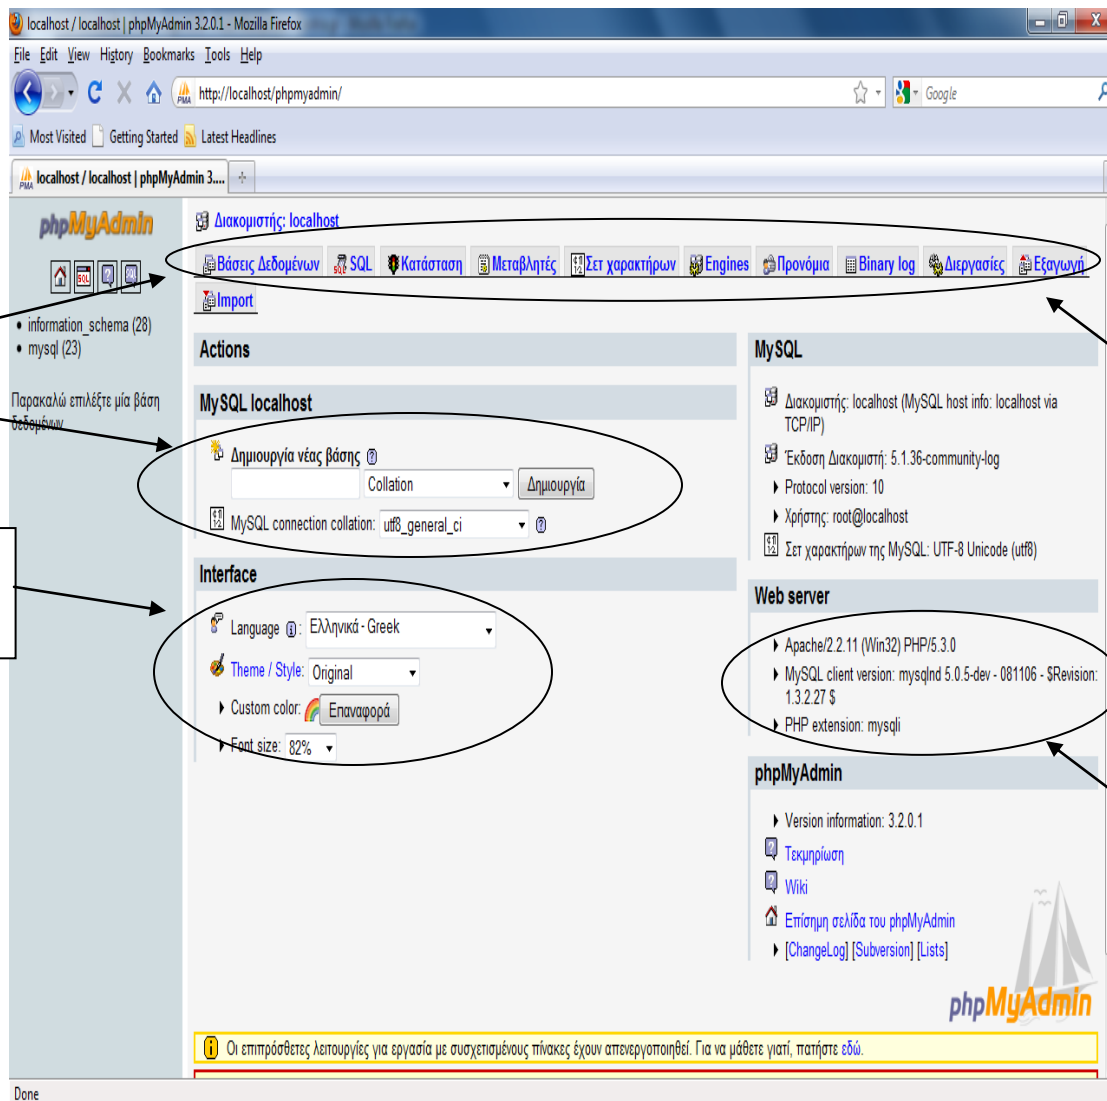 localhost / localhost | phpMyAdmin 3.2.0.1 - Mozilla Firefox
File Edit View History Bookmarks Tools Help
http://localhost/phpmyadmin/
Google
Most Visited Getting Started Latest Headlines
localhost / localhost | phpMyAdmin 3....
phpMyAdmin
SQL
information_schema (28)
mysql (23)
Παρακαλώ επιλέξτε μία βάση
δεδομένων
Διακομιστής: localhost
Βάσεις Δεδομένων SQL Κατάσταση Μεταβλητές Σετ χαρακτήρων Engines Προνόμια Binary log Διεργασίες Εξαγωγή
Import
Actions
MySQL localhost
Δημιουργία νέας βάσης
Collation Δημιουργία
MySQL connection collation: utf8_general_ci
Interface
Language : Ελληνικά - Greek
Theme / Style: Original
Custom color: Επαναφορά
Font size: 82%
MySQL
Διακομιστής: localhost (MySQL host info: localhost via
TCP/IP)
Έκδοση Διακομιστή: 5.1.36-community-log
Protocol version: 10
Χρήστης: root@localhost
Σετ χαρακτήρων της MySQL: UTF-8 Unicode (utf8)
Web server
Apache/2.2.11 (Win32) PHP/5.3.0
MySQL client version: mysqlnd 5.0.5-dev - 081106 - $Revision:
1.3.2.27 $
PHP extension: mysqli
phpMyAdmin
Version information: 3.2.0.1
Τεκμηρίωση
Wiki
Επίσημη σελίδα του phpMyAdmin
[ChangeLog] [Subversion] [Lists]
phpMyAdmin
Οι επιπρόσθετες λειτουργίες για εργασία με συσχετισμένους πίνακες έχουν απενεργοποιηθεί. Για να μάθετε γιατί, πατήστε εδώ.
Done